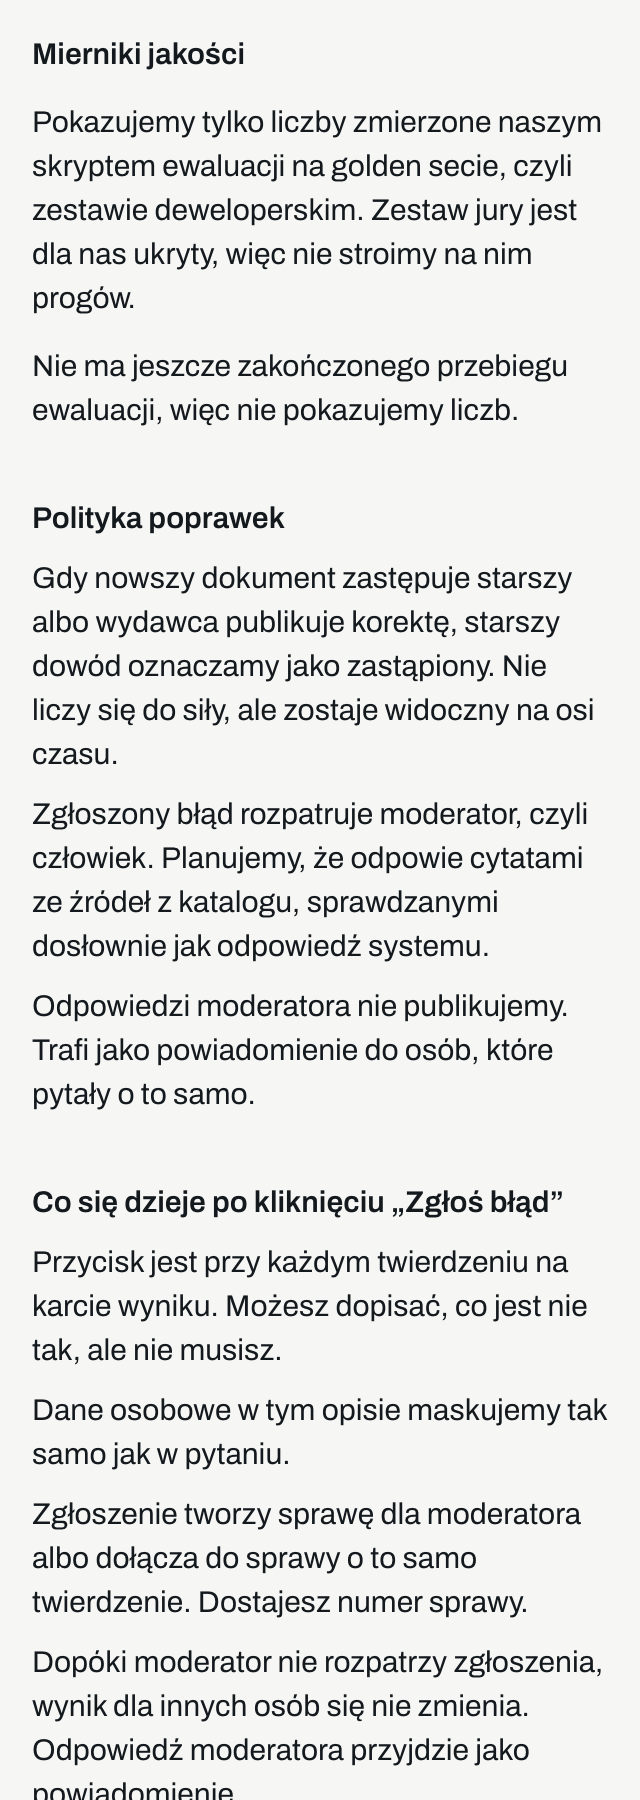 Mierniki jakości
Pokazujemy tylko liczby zmierzone naszym
skryptem ewaluacji na golden secie, czyli
zestawie deweloperskim. Zestaw jury jest
dla nas ukryty, więc nie stroimy na nim
progów.
Nie ma jeszcze zakończonego przebiegu
ewaluacji, więc nie pokazujemy liczb.
Polityka poprawek
Gdy nowszy dokument zastępuje starszy
albo wydawca publikuje korektę, starszy
dowód oznaczamy jako zastąpiony. Nie
liczy się do siły, ale zostaje widoczny na osi
czasu.
Zgłoszony błąd rozpatruje moderator, czyli
człowiek. Planujemy, że odpowie cytatami
ze źródeł z katalogu, sprawdzanymi
dosłownie jak odpowiedź systemu.
Odpowiedzi moderatora nie publikujemy.
Trafi jako powiadomienie do osób, które
pytały o to samo.
Co się dzieje po kliknięciu „Zgłoś błąd”
Przycisk jest przy każdym twierdzeniu na
karcie wyniku. Możesz dopisać, co jest nie
tak, ale nie musisz.
Dane osobowe w tym opisie maskujemy tak
samo jak w pytaniu.
Zgłoszenie tworzy sprawę dla moderatora
albo dołącza do sprawy o to samo
twierdzenie. Dostajesz numer sprawy.
Dopóki moderator nie rozpatrzy zgłoszenia,
wynik dla innych osób się nie zmienia.
Odpowiedź moderatora przyjdzie jako
powiadomienie